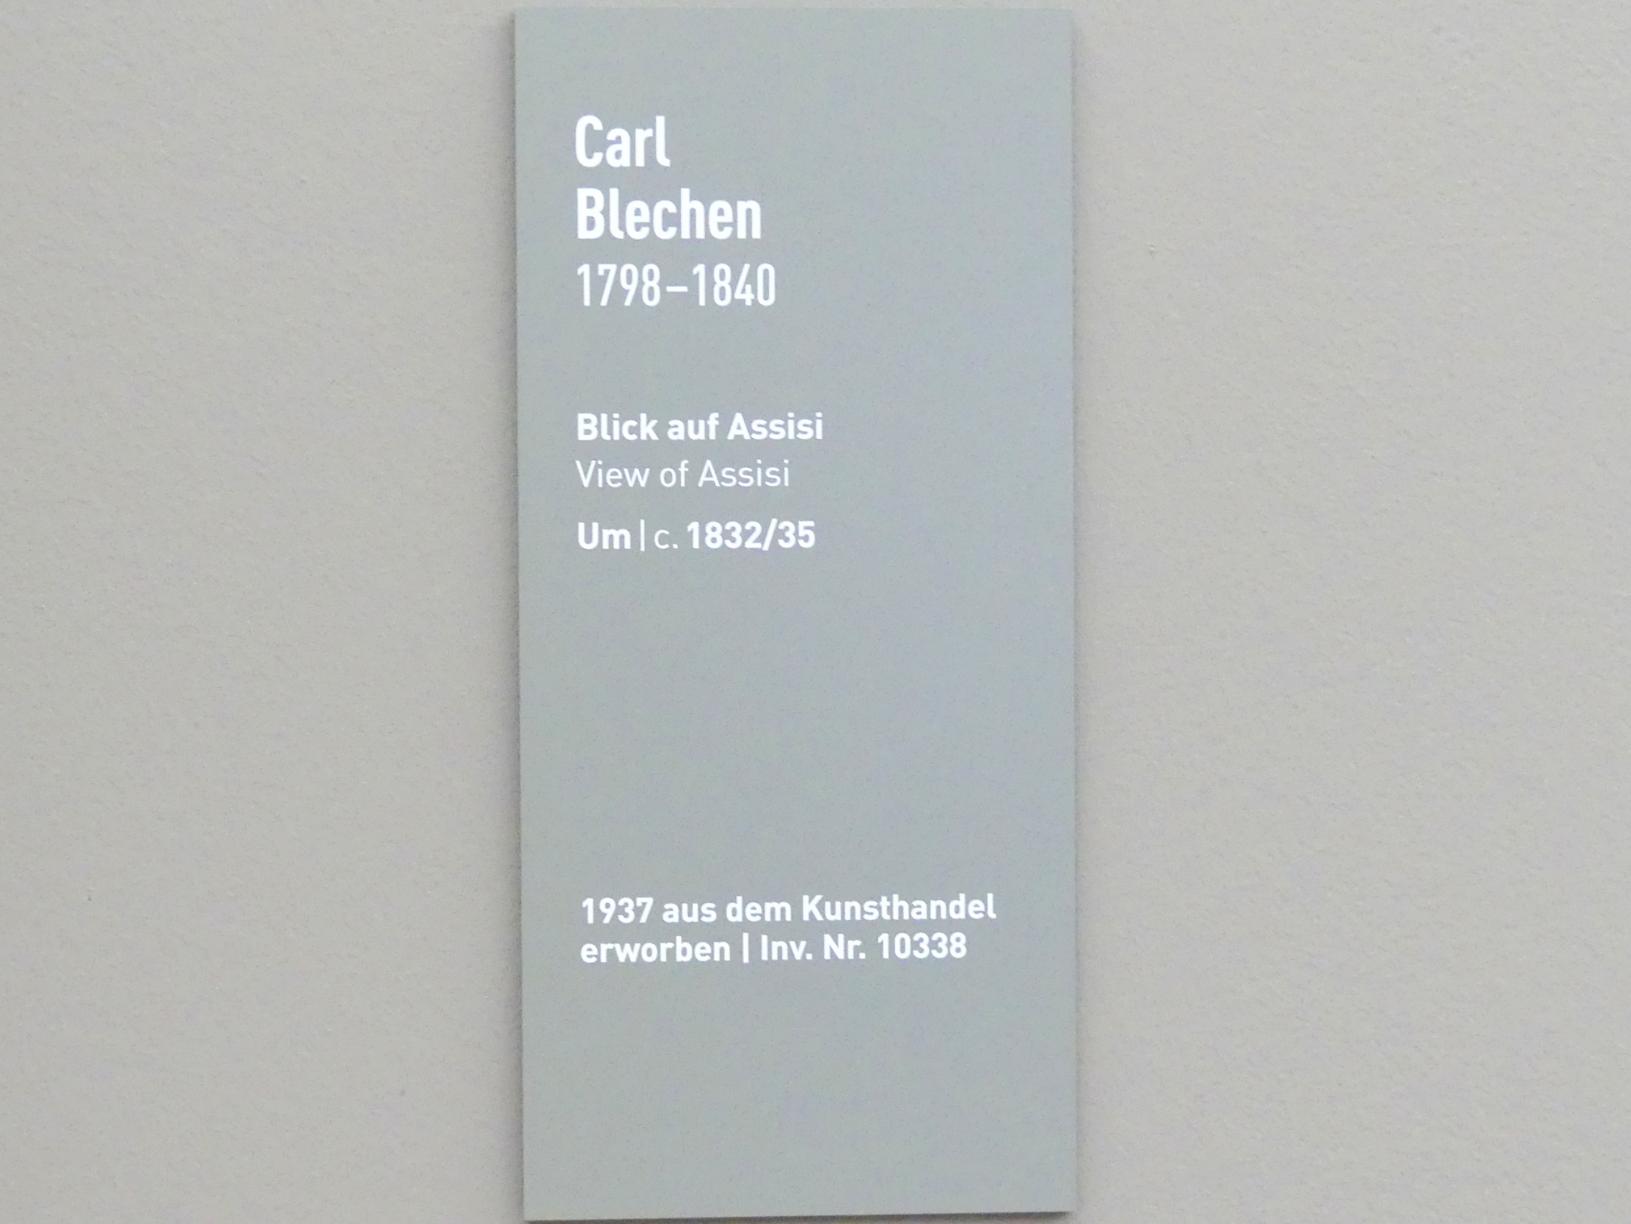 Carl
Blechen
1798–1840
Blick auf Assisi
View of Assisi
Um | c. 1832/35
1937 aus dem Kunsthandel
erworben | Inv. Nr. 10338